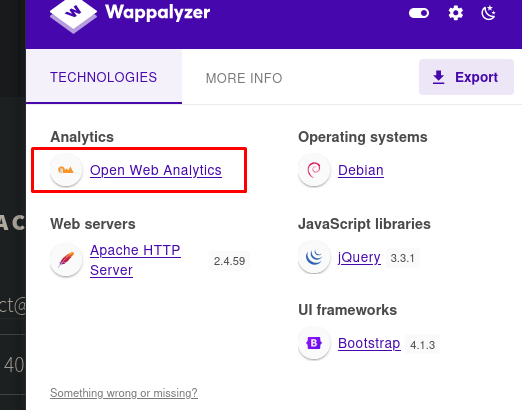 Wappalyzer
TECHNOLOGIES
MORE INFO
Export
Analytics
Open Web Analytics
Web servers
Apache HTTP
Server
2.4.59
Operating systems
Debian
JavaScript libraries
jQuery 3.3.1
UI frameworks
Bootstrap 4.1.3
Something wrong or missing?
AC
ct@
40